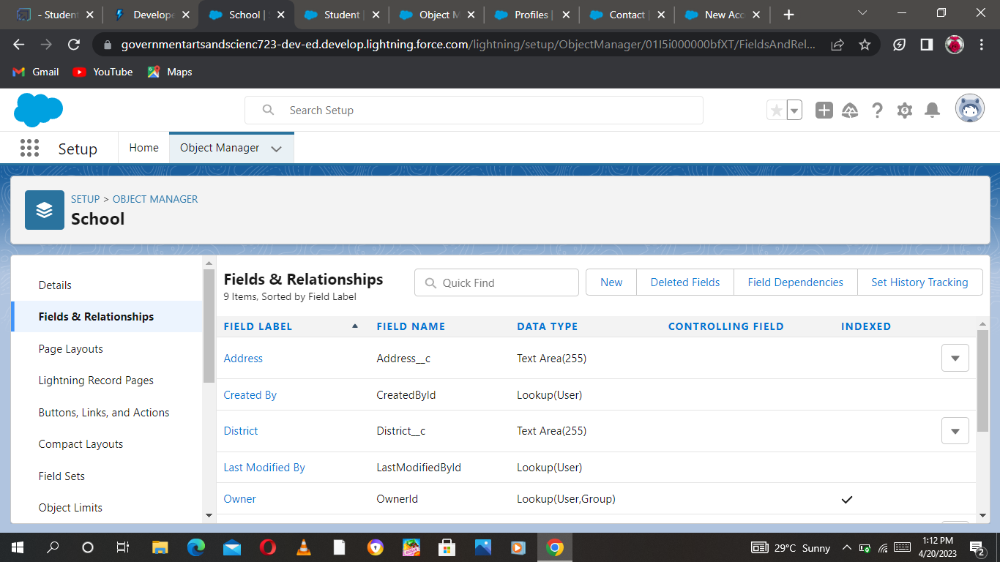 - Student
Develope
School |
Student |
Object M
Profiles |
Contact |
New Acc
governmentartsandscienc723-dev-ed.develop.lightning.force.com/lightning/setup/ObjectManager/01I5i000000bfXT/FieldsAndRel...
Gmail
YouTube
Maps
Search Setup
Setup
Home
Object Manager
SETUP > OBJECT MANAGER
School
Details
Fields & Relationships
Page Layouts
Lightning Record Pages
Buttons, Links, and Actions
Compact Layouts
Field Sets
Object Limits
Fields & Relationships
9 Items, Sorted by Field Label
Quick Find
New
Deleted Fields
Field Dependencies
Set History Tracking
FIELD LABEL FIELD NAME DATA TYPE CONTROLLING FIELD INDEXED
Address Address__c Text Area(255)
Created By CreatedById Lookup(User)
District District__c Text Area(255)
Last Modified By LastModifiedById Lookup(User)
Owner OwnerId Lookup(User,Group)
29°C Sunny
1:12 PM
4/20/2023
2